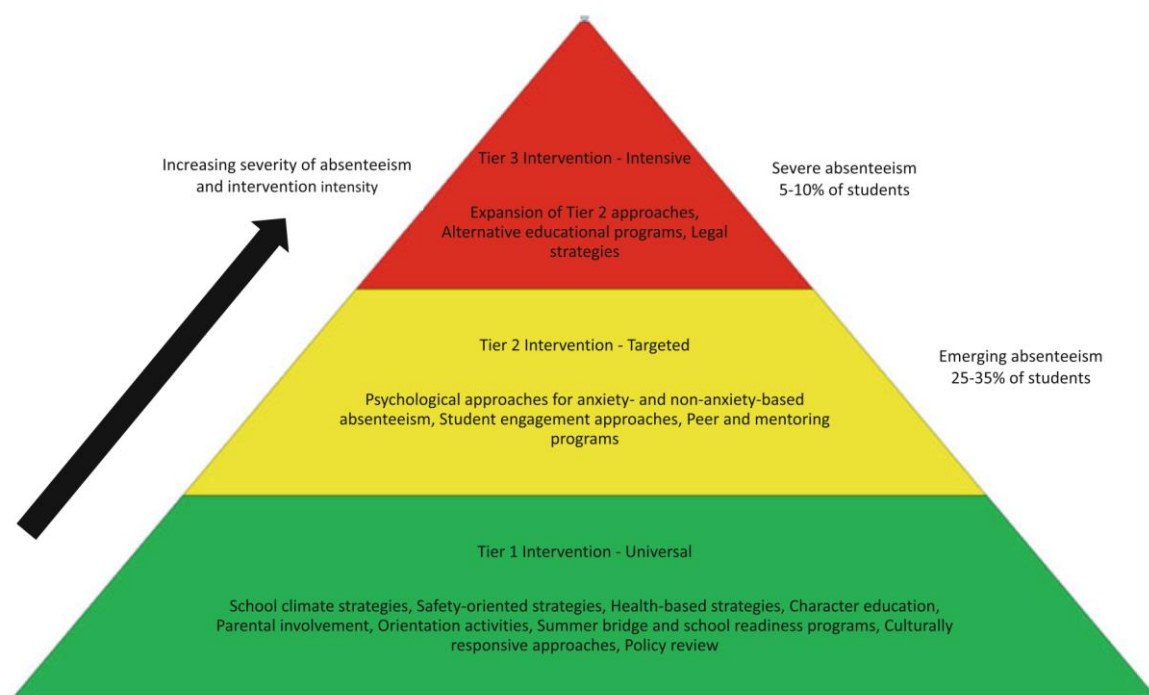 Tier 3 Intervention - Intensive
Increasing severity of absenteeism
and intervention intensity
Severe absenteeism
5-10% of students
Expansion of Tier 2 approaches,
Alternative educational programs, Legal
strategies
Tier 2 Intervention - Targeted
Emerging absenteeism
25-35% of students
Psychological approaches for anxiety- and non-anxiety-based
absenteeism, Student engagement approaches, Peer and mentoring
programs
Tier 1 Intervention - Universal
School climate strategies, Safety-oriented strategies, Health-based strategies, Character education,
Parental involvement, Orientation activities, Summer bridge and school readiness programs, Culturally
responsive approaches, Policy review